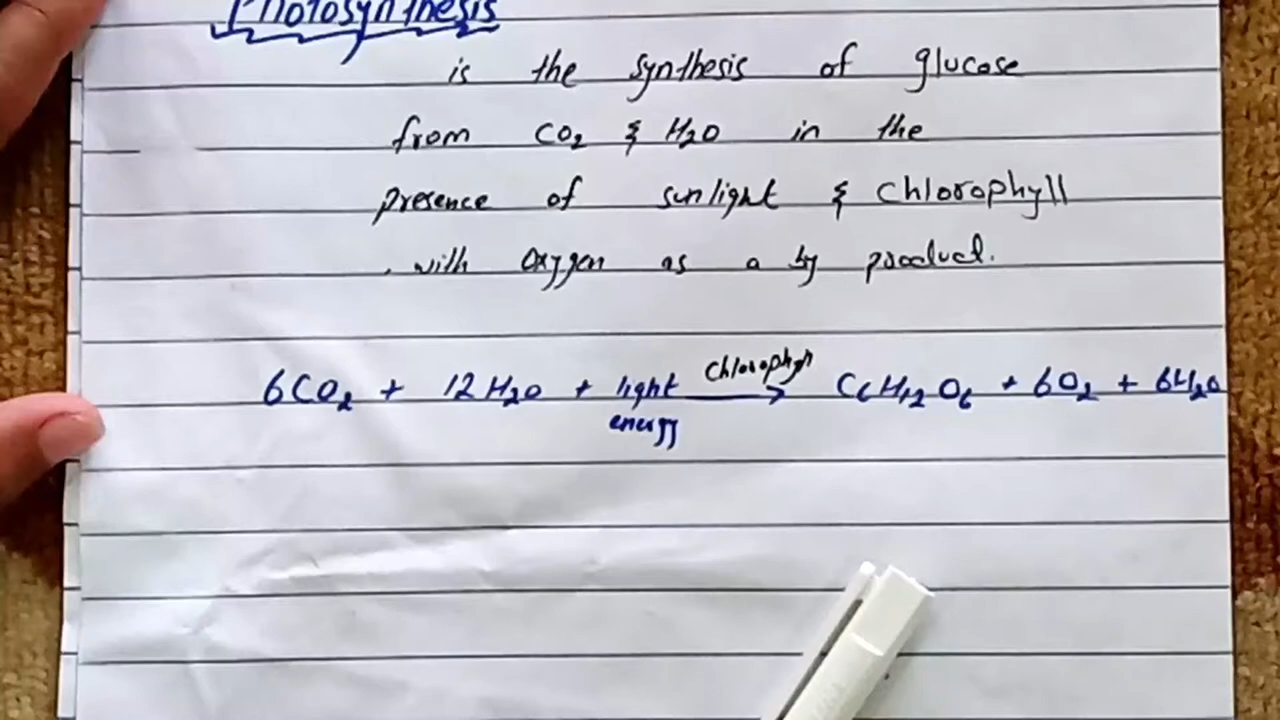 Photosynthesis
is the synthesis of glucose
from CO₂ & H₂O in the
presence of sunlight & Chlorophyll
with oxygen as a by product.
6CO₂ + 12H₂O + light energy Chlorophyll → C₆H₁₂O₆ + 6O₂ + 6H₂O